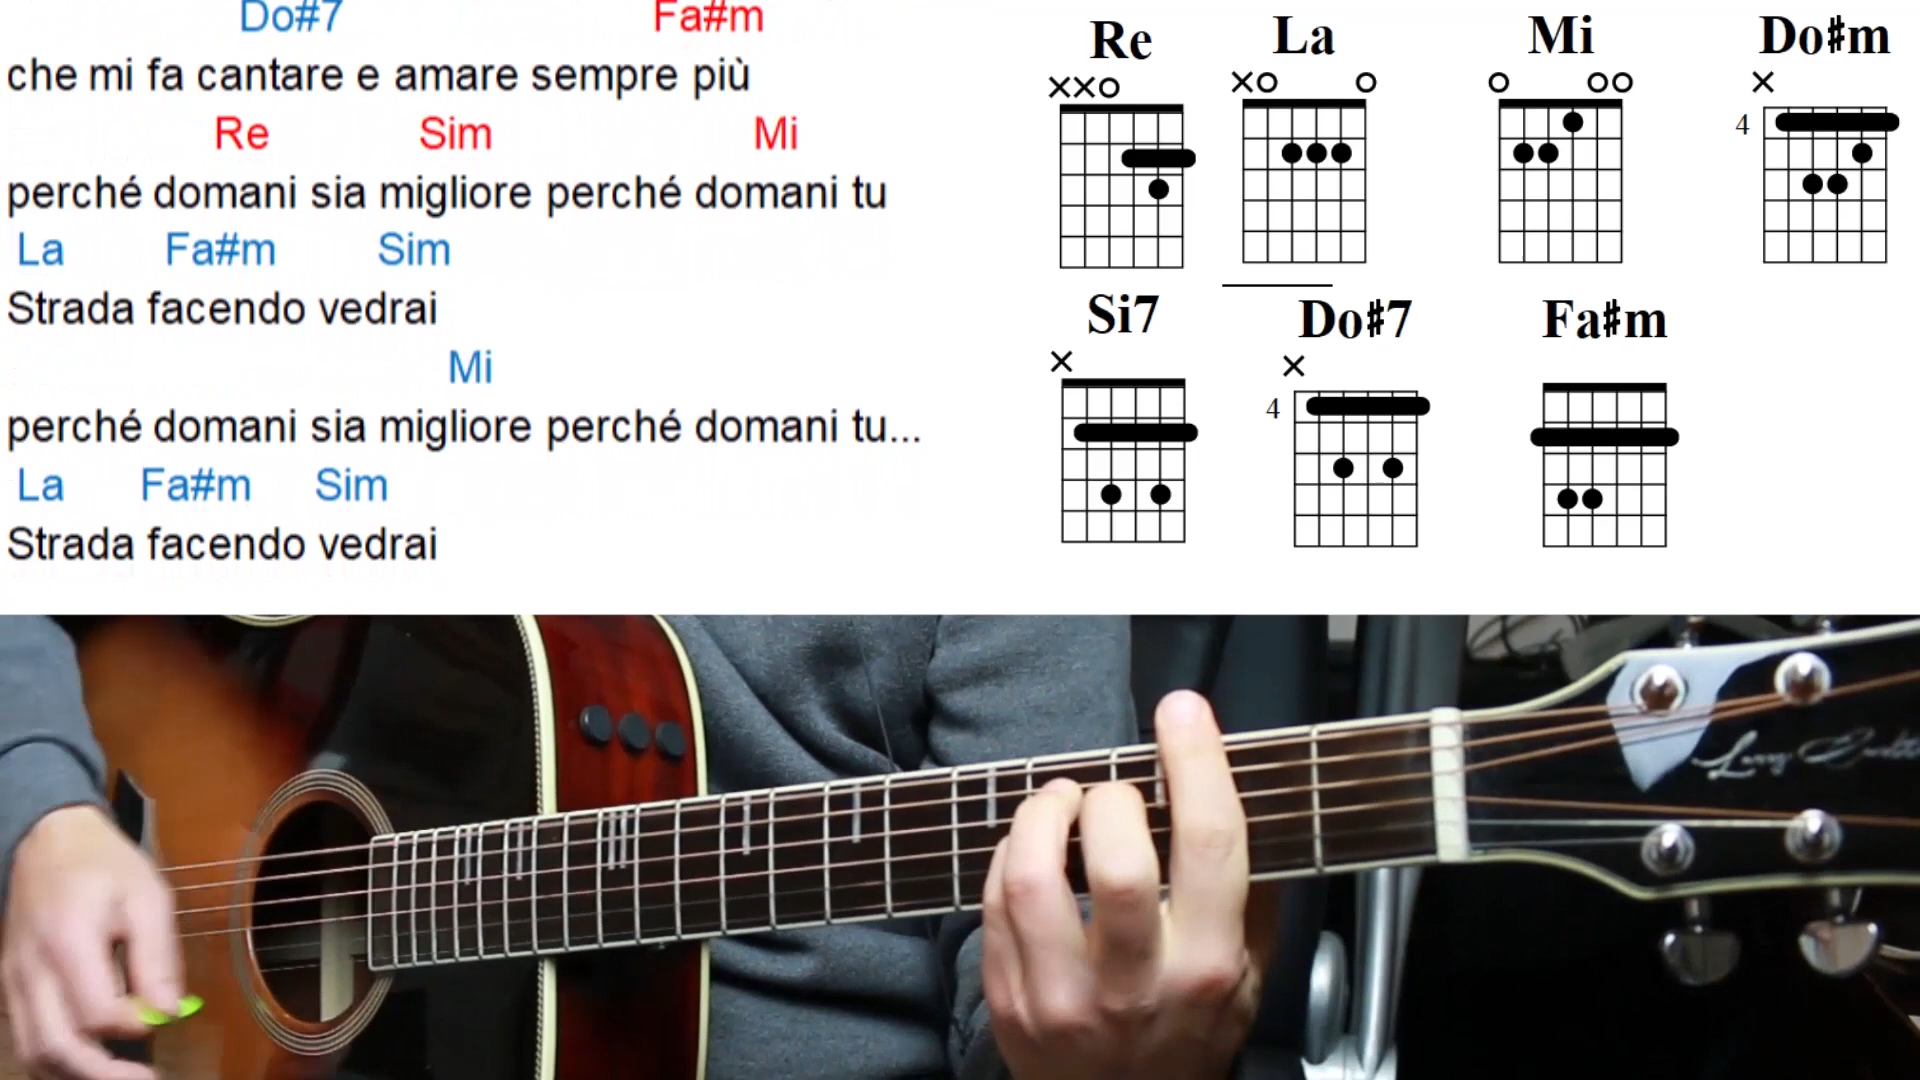 Do#7 Fa#m
che mi fa cantare e amare sempre più
Re Sim Mi
perché domani sia migliore perché domani tu
La Fa#m Sim
Strada facendo vedrai
Mi
perché domani sia migliore perché domani tu...
La Fa#m Sim
Strada facendo vedrai
Re La Mi Do♯m
4
Si7 Do♯7 Fa♯m
4